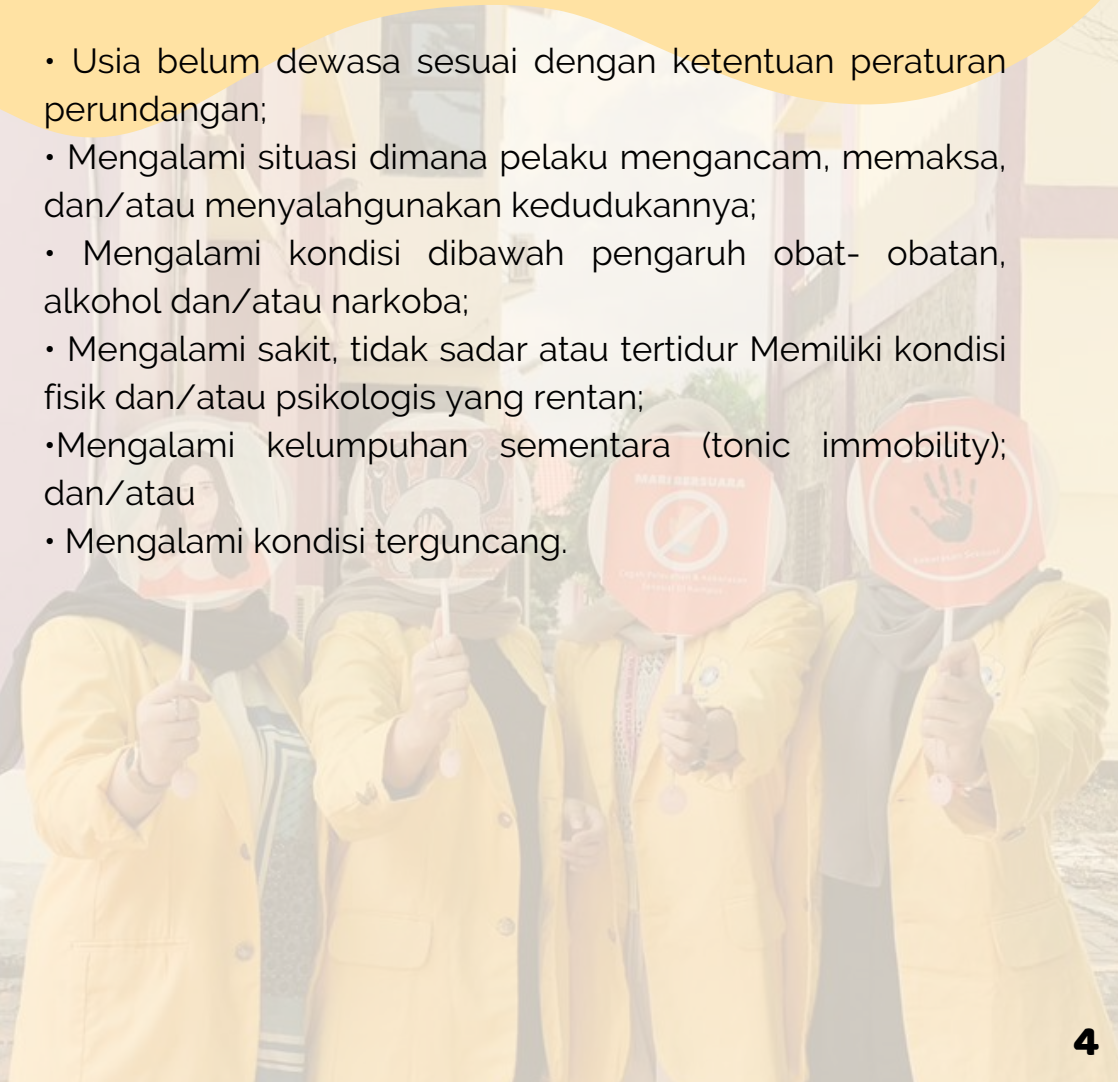 • Usia belum dewasa sesuai dengan ketentuan peraturan
perundangan;
• Mengalami situasi dimana pelaku mengancam, memaksa,
dan/atau menyalahgunakan kedudukannya;
• Mengalami kondisi dibawah pengaruh obat- obatan,
alkohol dan/atau narkoba;
• Mengalami sakit, tidak sadar atau tertidur Memiliki kondisi
fisik dan/atau psikologis yang rentan;
•Mengalami kelumpuhan sementara (tonic immobility);
dan/atau
• Mengalami kondisi terguncang.
MARI BERSUARA
4